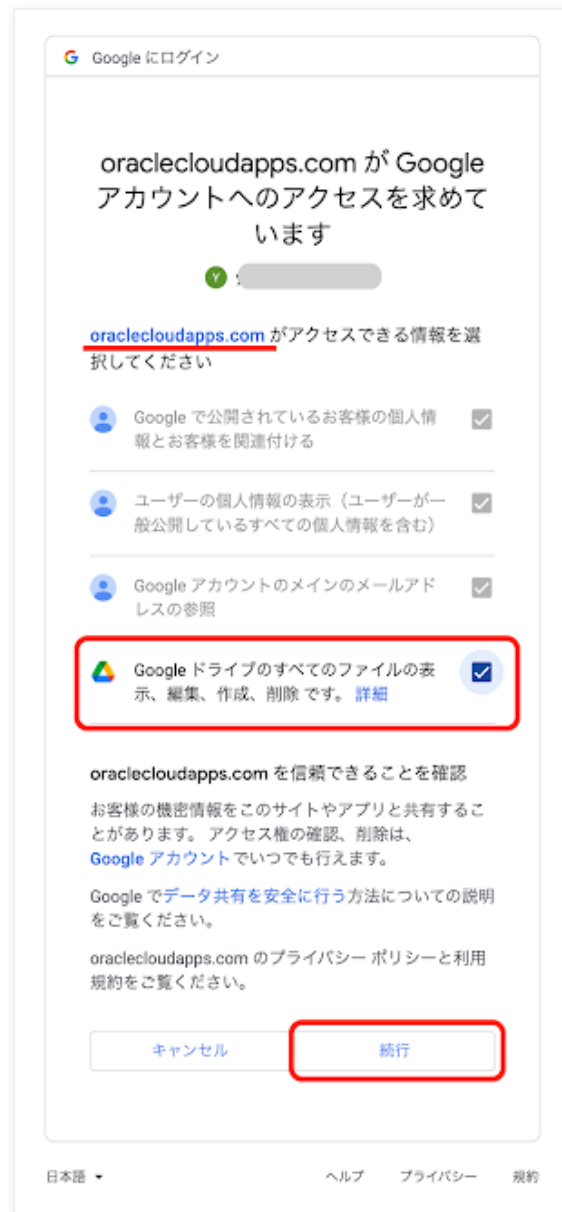 Google にログイン
oraclecloudapps.com が Google
アカウントへのアクセスを求めて
います
Y
oraclecloudapps.com がアクセスできる情報を選
択してください
Google で公開されているお客様の個人情
報とお客様を関連付ける
ユーザーの個人情報の表示（ユーザーが一
般公開しているすべての個人情報を含む）
Google アカウントのメインのメールアド
レスの参照
Google ドライブのすべてのファイルの表
示、編集、作成、削除 です。 詳細
oraclecloudapps.com を信頼できることを確認
お客様の機密情報をこのサイトやアプリと共有するこ
とがあります。 アクセス権の確認、削除は、
Google アカウントでいつでも行えます。
Google でデータ共有を安全に行う方法についての説明
をご覧ください。
oraclecloudapps.com のプライバシー ポリシーと利用
規約をご覧ください。
キャンセル 続行
日本語 ヘルプ プライバシー 規約